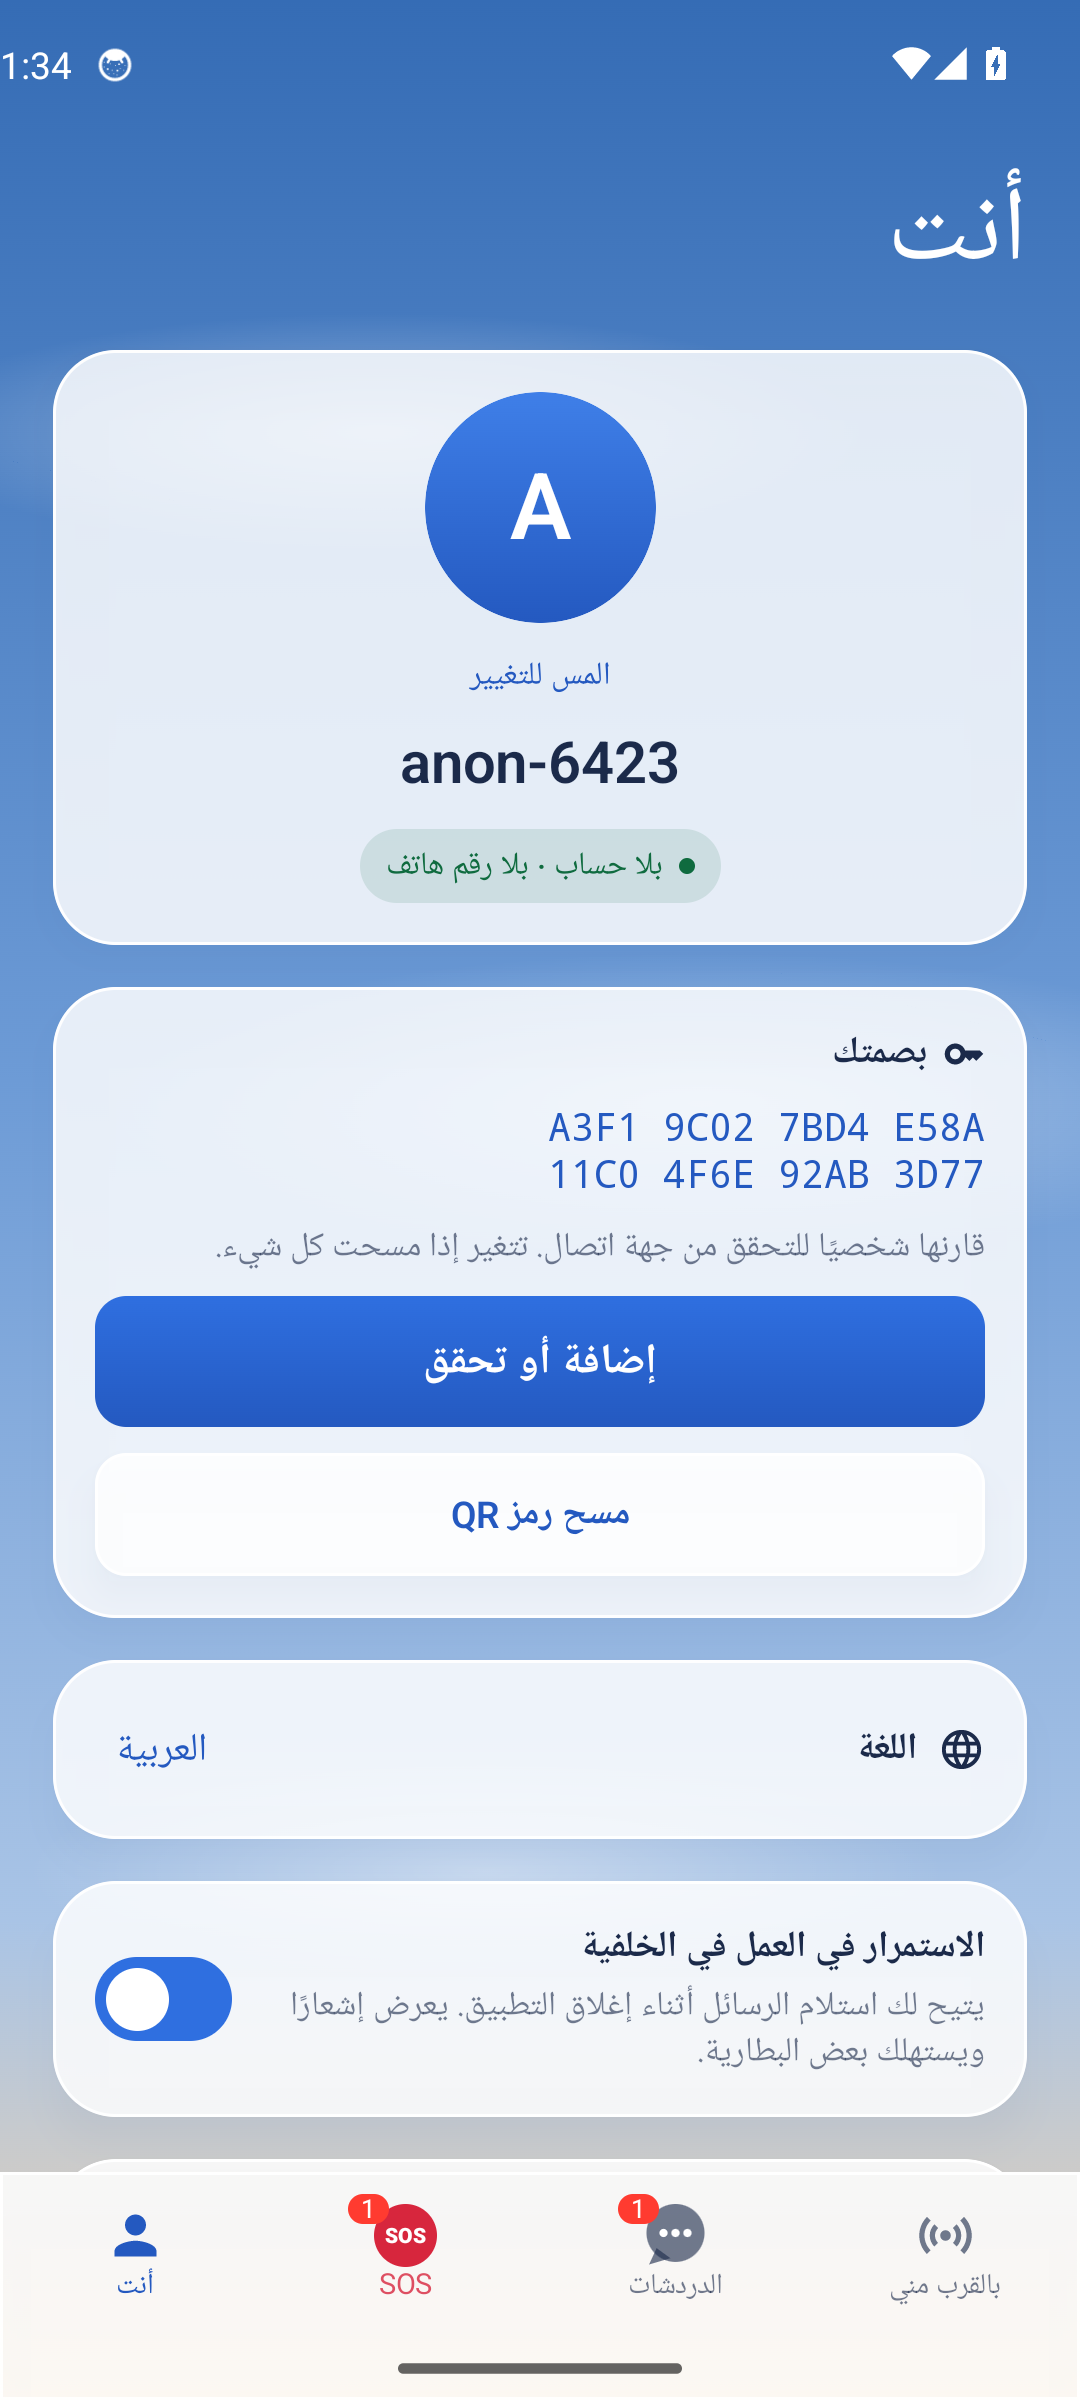 1:34
أنت
A
المس للتغيير
anon-6423
بلا حساب · بلا رقم هاتف
بصمتك
A3F1 9C02 7BD4 E58A
11C0 4F6E 92AB 3D77
قارنها شخصيًا للتحقق من جهة اتصال. تتغير إذا مسحت كل شيء.
إضافة أو تحقق
مسح رمز QR
اللغة
العربية
الاستمرار في العمل في الخلفية
يتيح لك استلام الرسائل أثناء إغلاق التطبيق. يعرض إشعارًا
ويستهلك بعض البطارية.
بالقرب مني
1
الدردشات
1
SOS
SOS
أنت